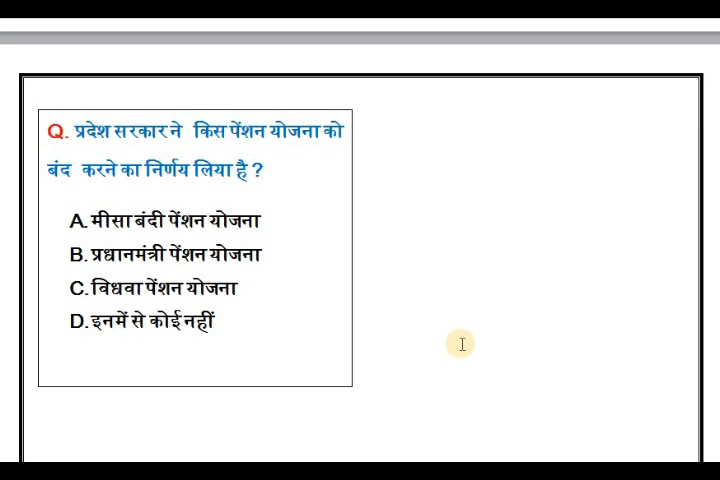 Q. प्रदेश सरकार ने किस पेंशन योजना को
बंद करने का निर्णय लिया है ?
A. मीसा बंदी पेंशन योजना
B. प्रधानमंत्री पेंशन योजना
C. विधवा पेंशन योजना
D. इनमें से कोई नहीं